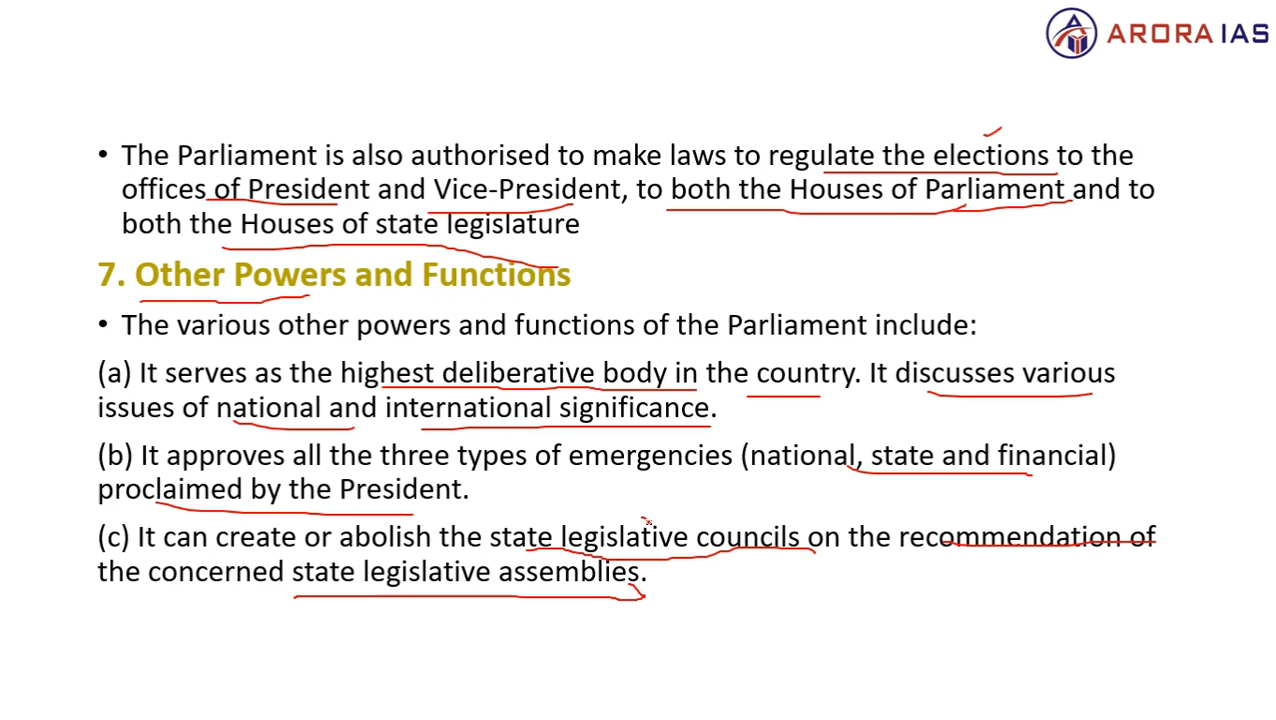 ARORA IAS
• The Parliament is also authorised to make laws to regulate the elections to the
offices of President and Vice-President, to both the Houses of Parliament and to
both the Houses of state legislature
7. Other Powers and Functions
• The various other powers and functions of the Parliament include:
(a) It serves as the highest deliberative body in the country. It discusses various
issues of national and international significance.
(b) It approves all the three types of emergencies (national, state and financial)
proclaimed by the President.
(c) It can create or abolish the state legislative councils on the recommendation of
the concerned state legislative assemblies.